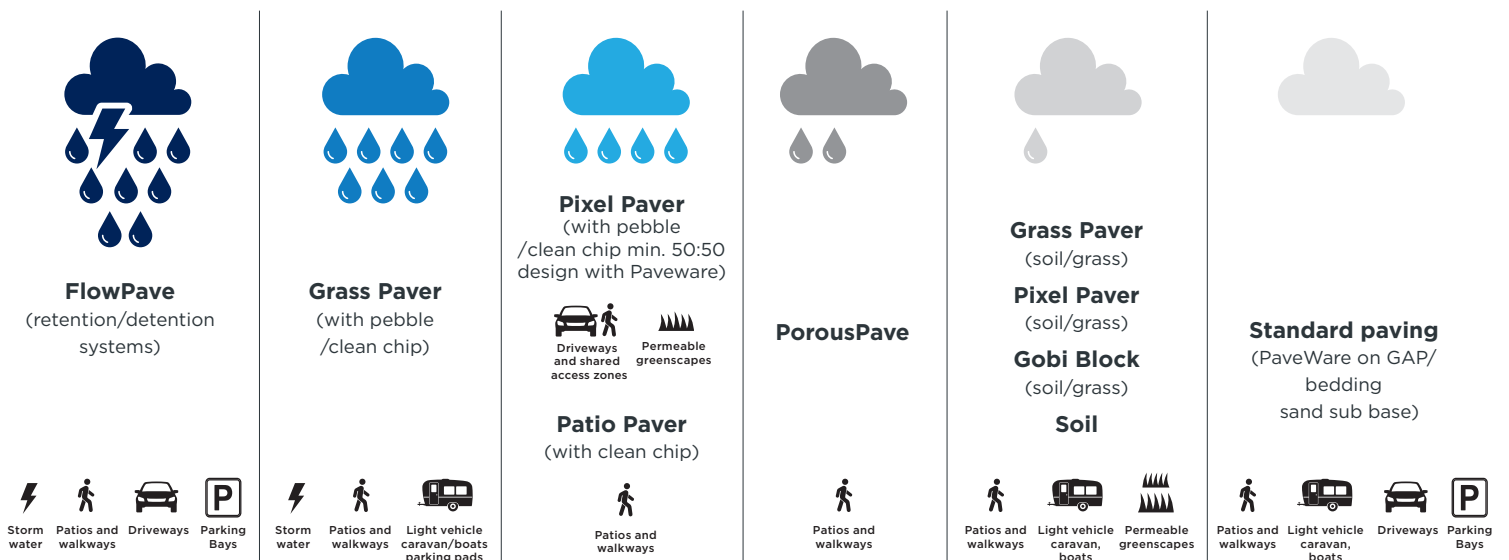 FlowPave
(retention/detention
systems)
Storm
water
Patios and
walkways
Driveways
P
Parking
Bays
Grass Paver
(with pebble
/clean chip)
Storm
water
Patios and
walkways
Light vehicle
caravan/boats
parking pads
Pixel Paver
(with pebble
/clean chip min. 50:50
design with Paveware)
Driveways
and shared
access zones
Permeable
greenscapes
Patio Paver
(with clean chip)
Patios and
walkways
PorousPave
Patios and
walkways
Grass Paver
(soil/grass)
Pixel Paver
(soil/grass)
Gobi Block
(soil/grass)
Soil
Patios and
walkways
Light vehicle
caravan,
boats
Permeable
greenscapes
Standard paving
(PaveWare on GAP/
bedding
sand sub base)
Patios and
walkways
Light vehicle
caravan,
boats
Driveways
P
Parking
Bays